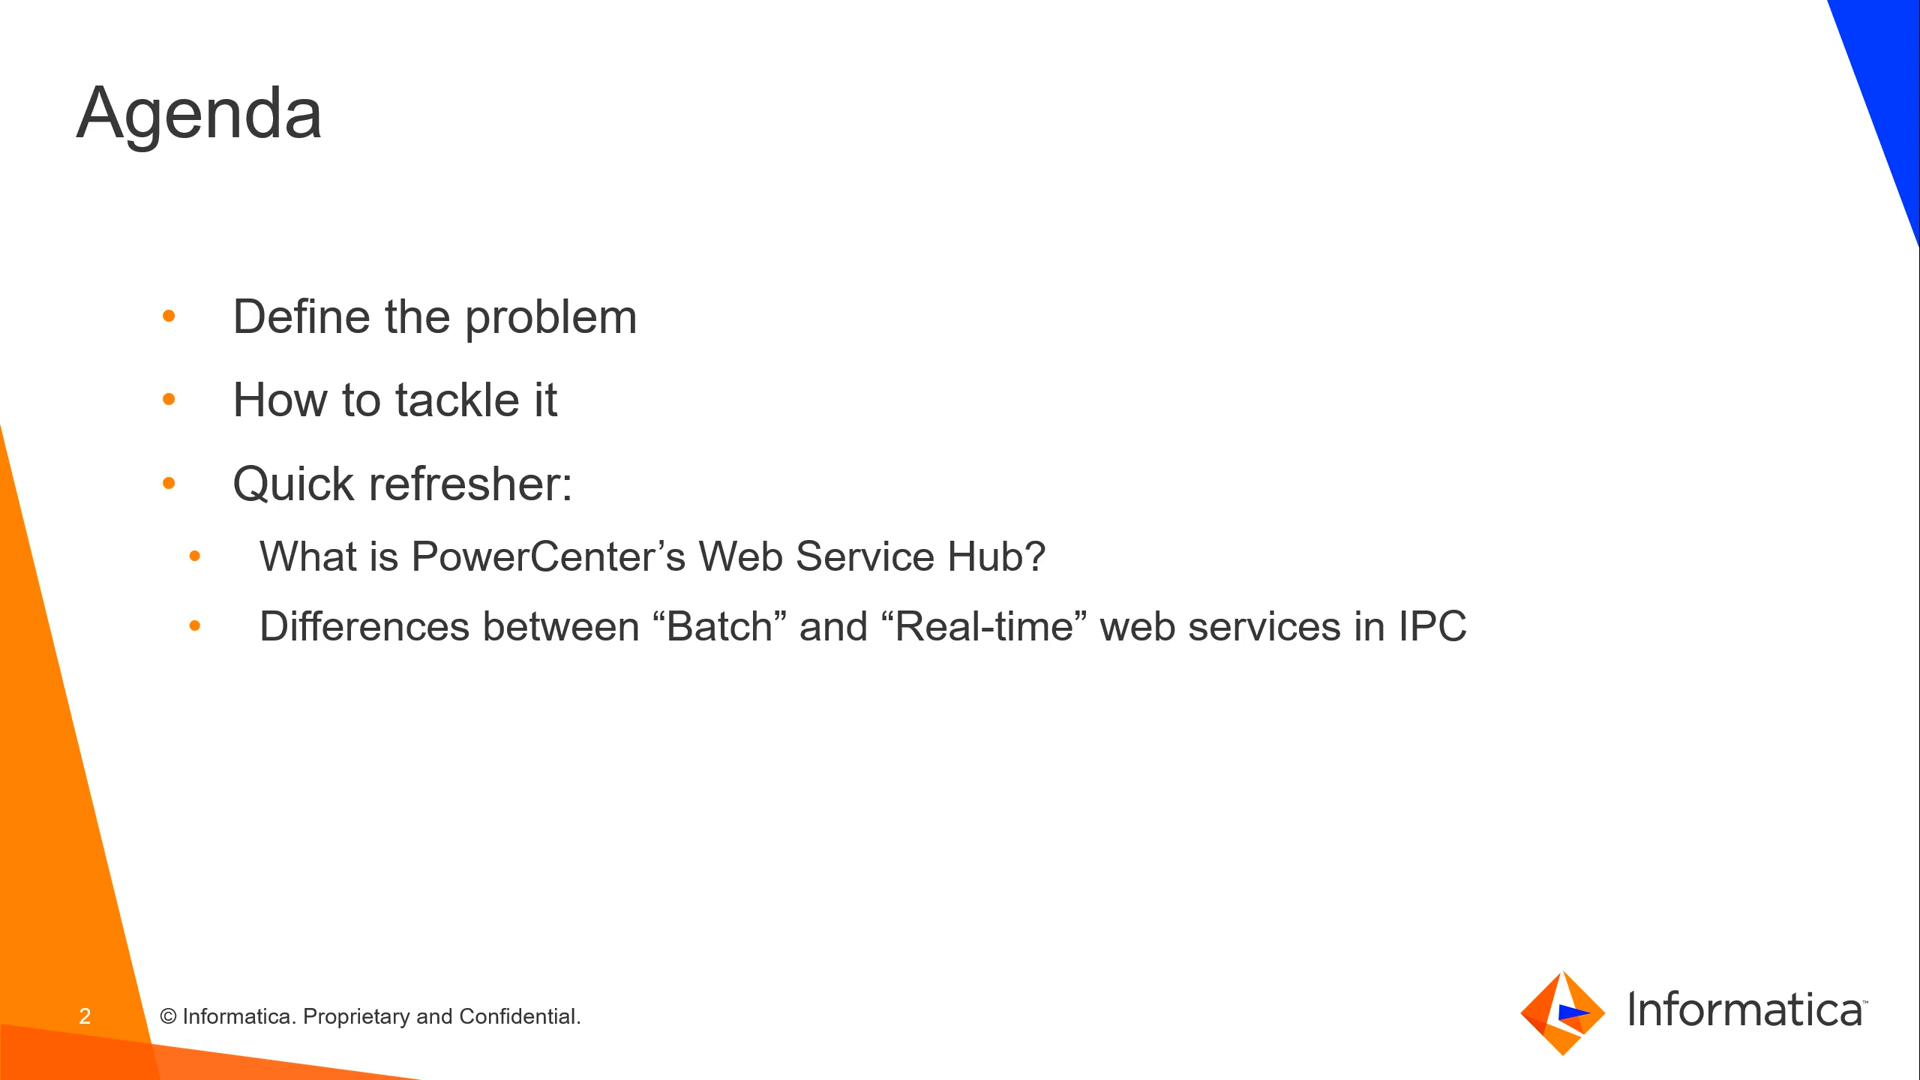 Agenda
• Define the problem
• How to tackle it
• Quick refresher:
• What is PowerCenter’s Web Service Hub?
• Differences between “Batch” and “Real-time” web services in IPC
2 © Informatica. Proprietary and Confidential.
Informatica™